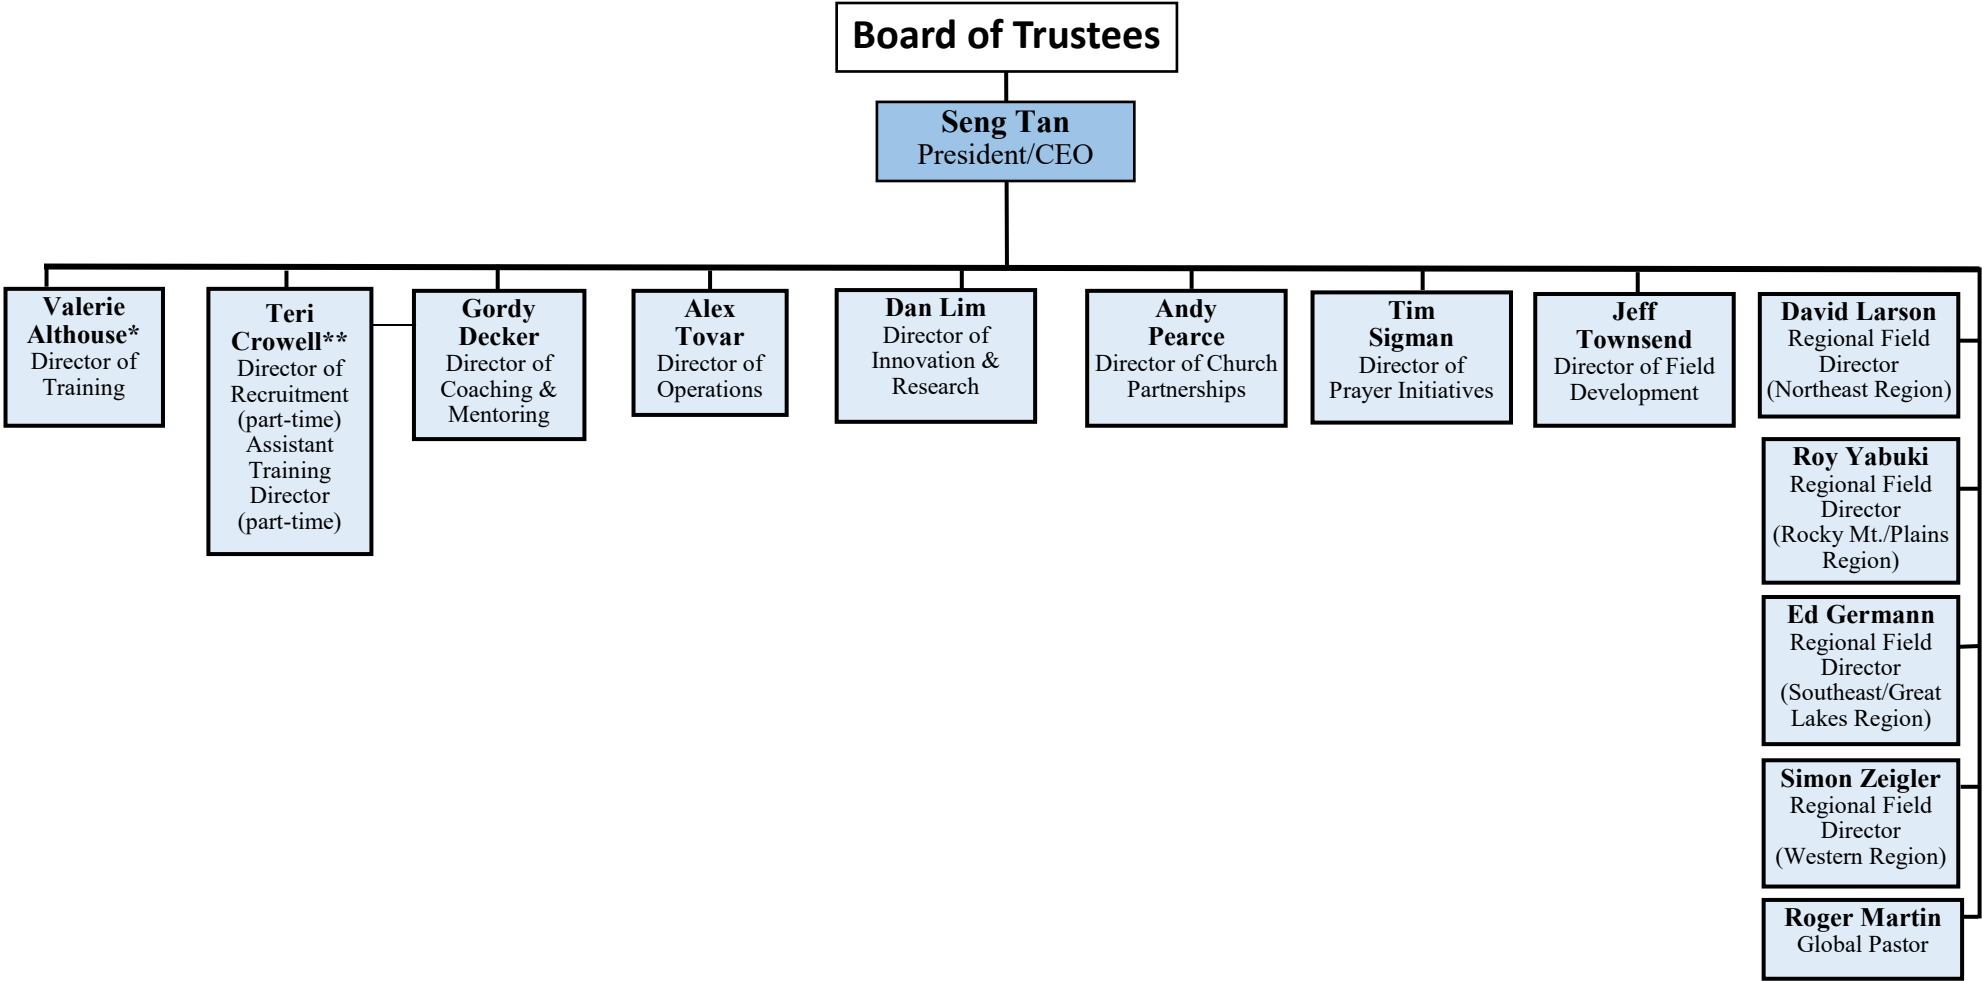 Board of Trustees
Seng Tan
President/CEO
Valerie
Althouse*
Director of
Training
Teri
Crowell**
Director of
Recruitment
(part-time)
Assistant
Training
Director
(part-time)
Gordy
Decker
Director of
Coaching &
Mentoring
Alex
Tovar
Director of
Operations
Dan Lim
Director of
Innovation &
Research
Andy
Pearce
Director of Church
Partnerships
Tim
Sigman
Director of
Prayer Initiatives
Jeff
Townsend
Director of Field
Development
David Larson
Regional Field
Director
(Northeast Region)
Roy Yabuki
Regional Field
Director
(Rocky Mt./Plains
Region)
Ed Germann
Regional Field
Director
(Southeast/Great
Lakes Region)
Simon Zeigler
Regional Field
Director
(Western Region)
Roger Martin
Global Pastor